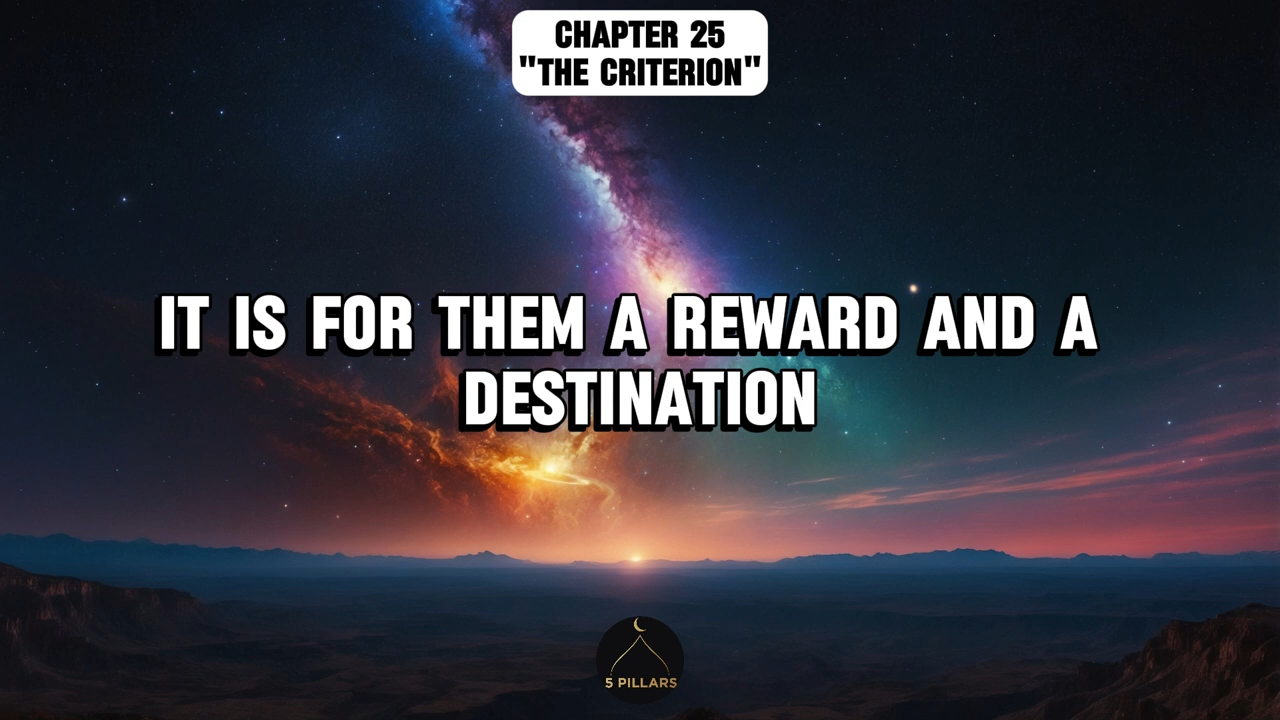 CHAPTER 25
"THE CRITERION"
IT IS FOR THEM A REWARD AND A
DESTINATION
5 PILLARS